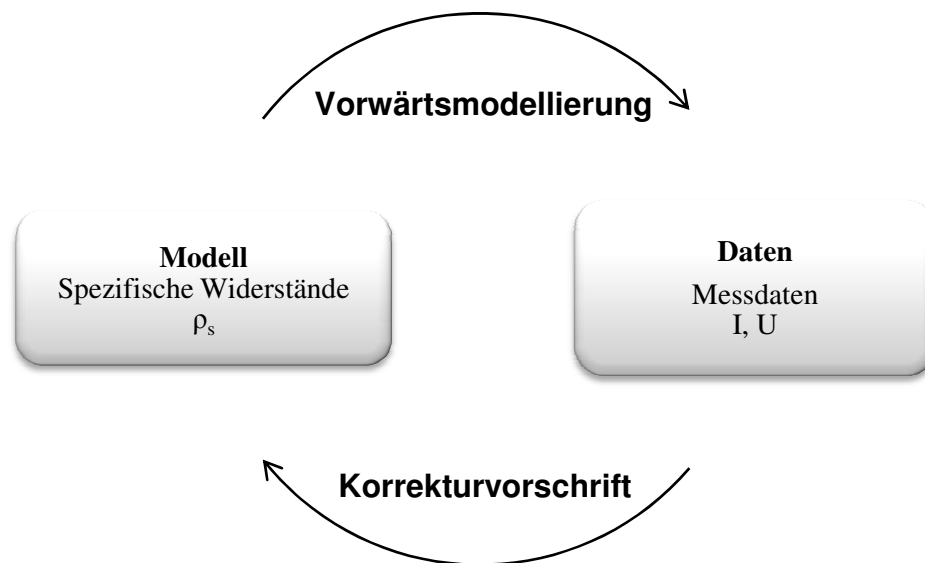 Vorwärtsmodellierung
Modell
Spezifische Widerstände
ρs
Daten
Messdaten
I, U
Korrekturvorschrift